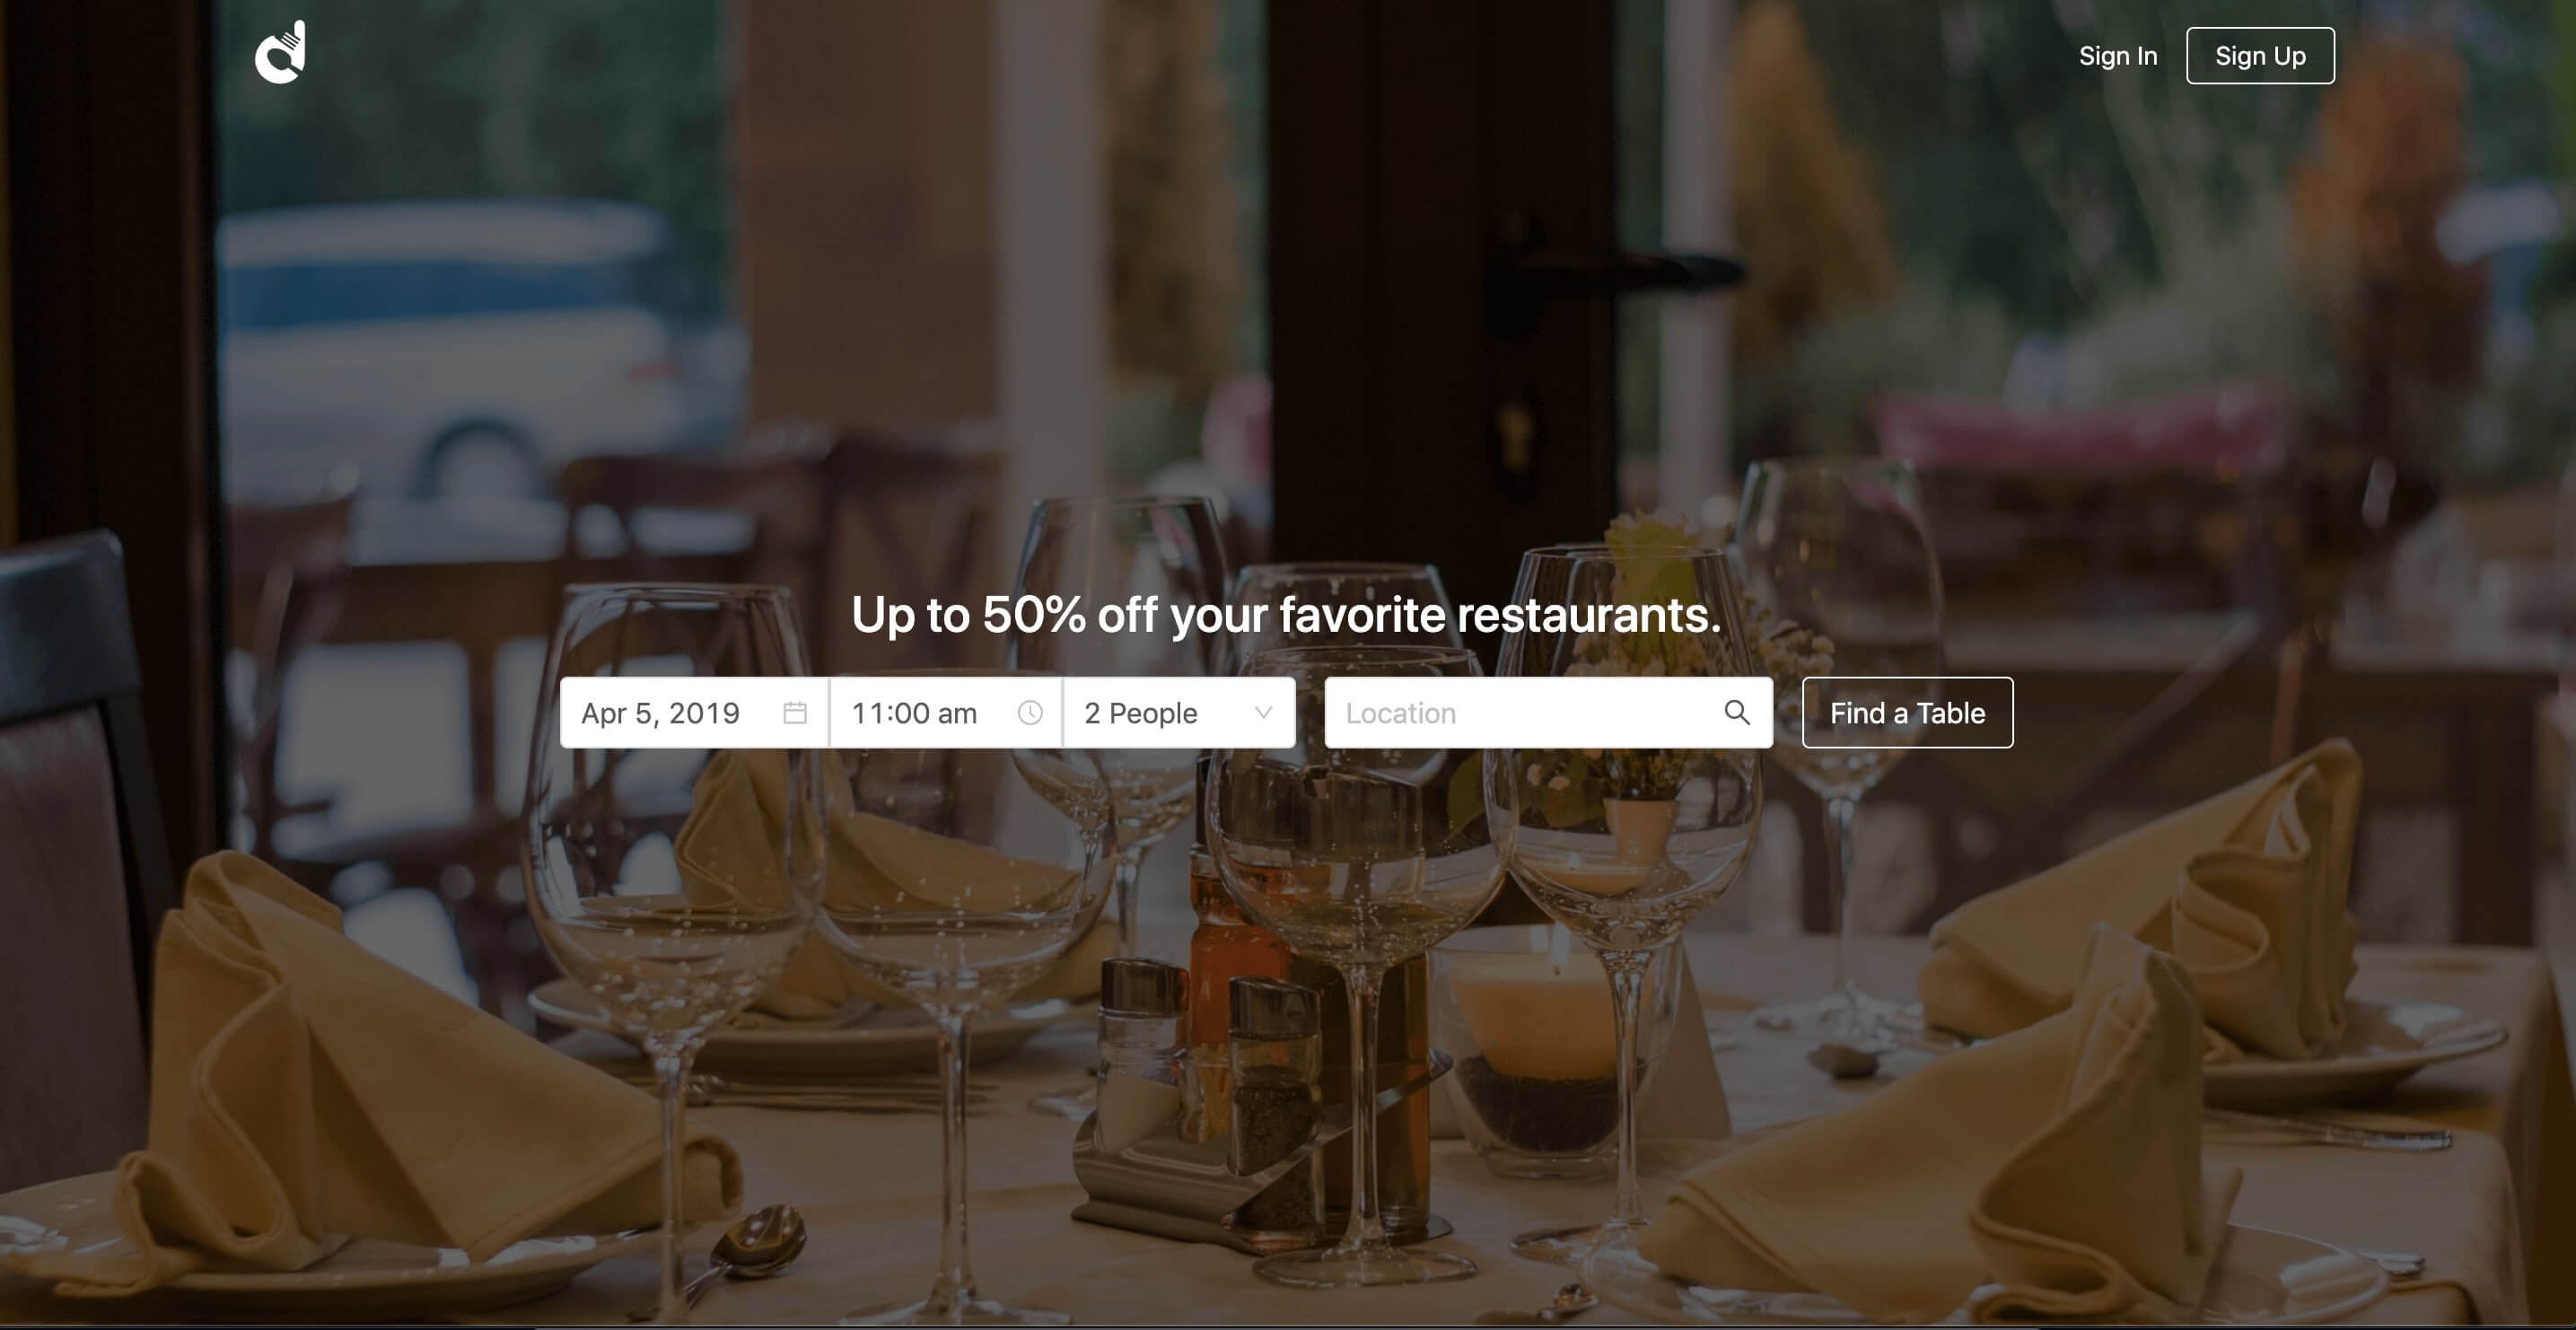 Sign In
Sign Up
Up to 50% off your favorite restaurants.
Apr 5, 2019
11:00 am
2 People
Location
Find a Table